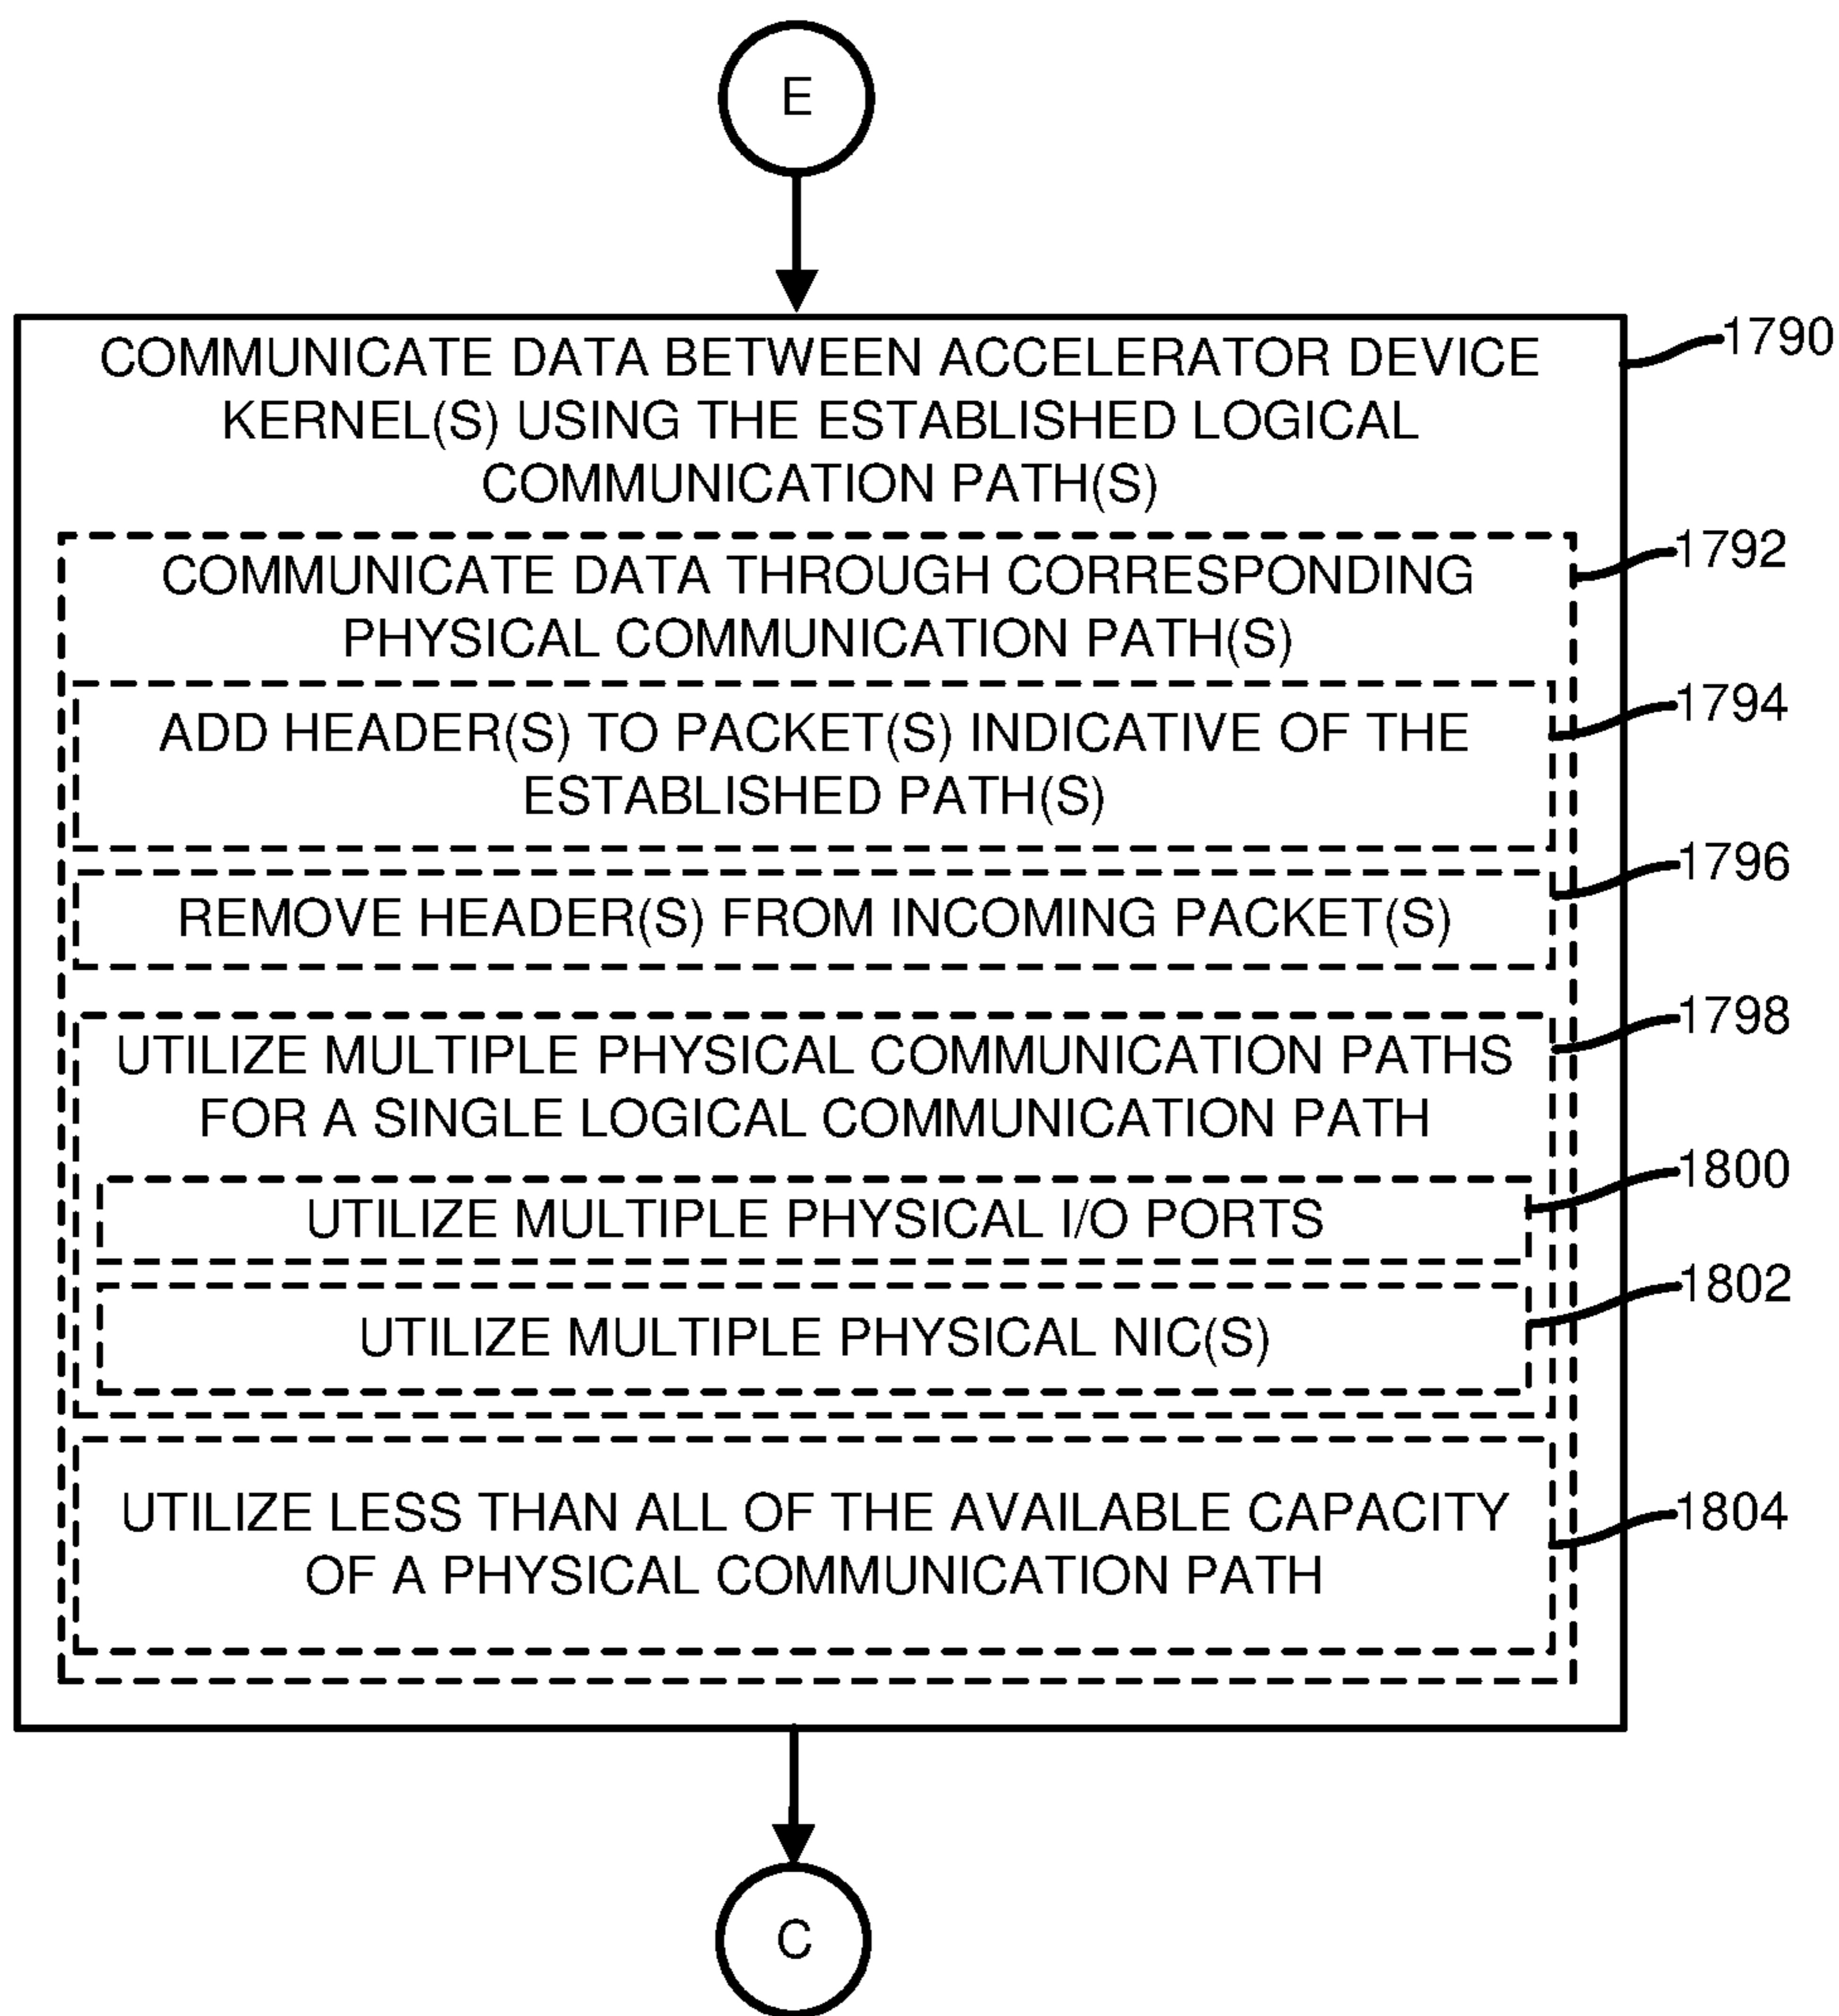 E
COMMUNICATE DATA BETWEEN ACCELERATOR DEVICE
KERNEL(S) USING THE ESTABLISHED LOGICAL
COMMUNICATION PATH(S)
1790
COMMUNICATE DATA THROUGH CORRESPONDING
PHYSICAL COMMUNICATION PATH(S)
1792
ADD HEADER(S) TO PACKET(S) INDICATIVE OF THE
ESTABLISHED PATH(S)
1794
REMOVE HEADER(S) FROM INCOMING PACKET(S)
1796
UTILIZE MULTIPLE PHYSICAL COMMUNICATION PATHS
FOR A SINGLE LOGICAL COMMUNICATION PATH
1798
UTILIZE MULTIPLE PHYSICAL I/O PORTS
1800
UTILIZE MULTIPLE PHYSICAL NIC(S)
1802
UTILIZE LESS THAN ALL OF THE AVAILABLE CAPACITY
OF A PHYSICAL COMMUNICATION PATH
1804
C